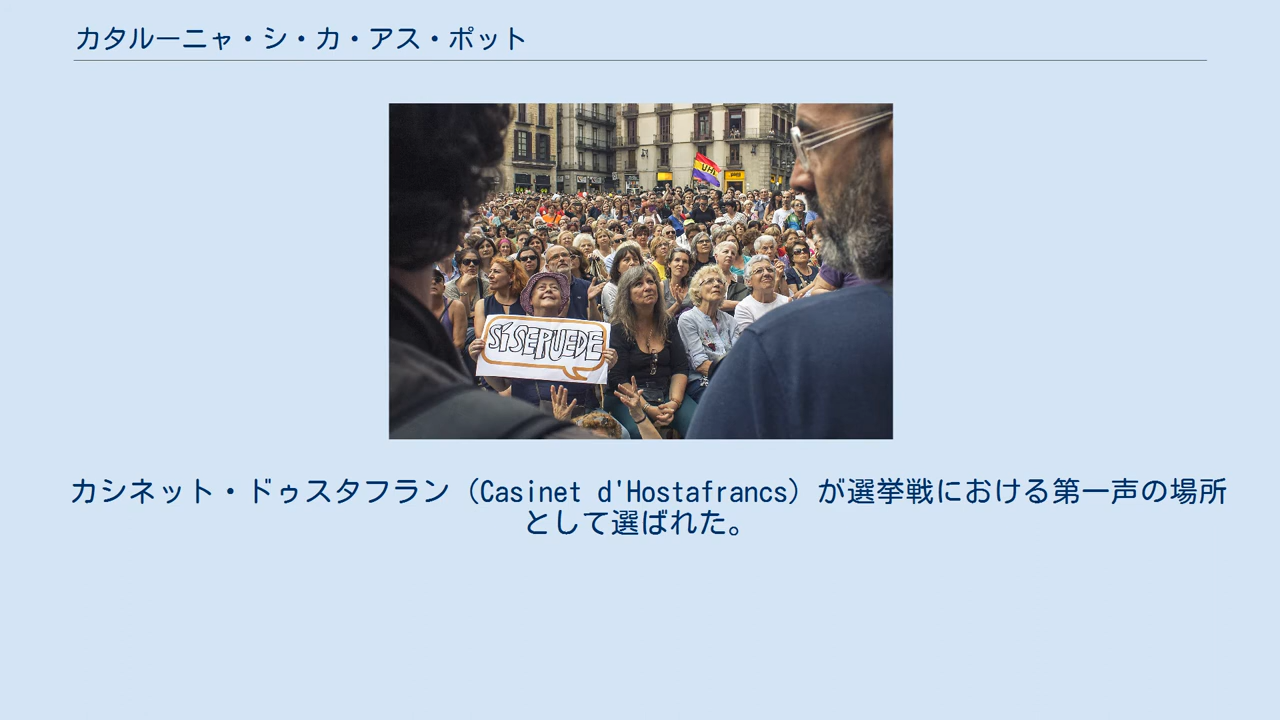 カタルーニャ・シ・カ・アス・ポット
UHP
SÍ SE PUEDE
カシネット・ドゥスタフラン（Casinet d'Hostafrancs）が選挙戦における第一声の場所
として選ばれた。